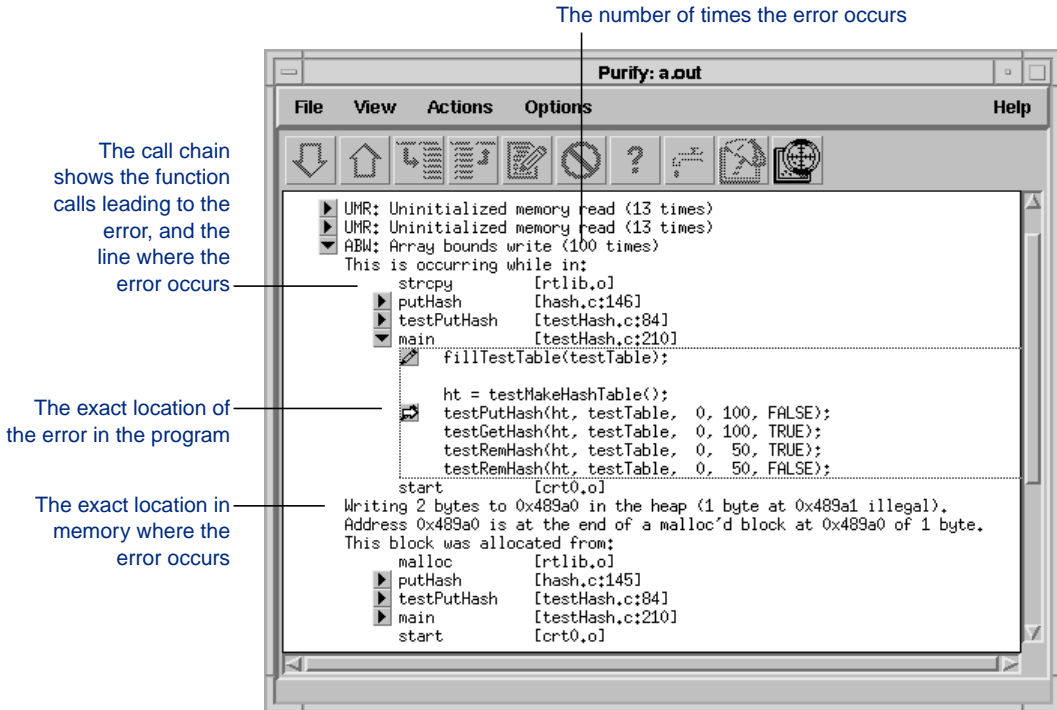 The number of times the error occurs
Purify: a.out
File View Actions Options Help
The call chain
shows the function
calls leading to the
error, and the
line where the
error occurs
UMR: Uninitialized memory read (13 times)
UMR: Uninitialized memory read (13 times)
ABW: Array bounds write (100 times)
This is occurring while in:
strcpy [rtlib.o]
putHash [hash.c:146]
testPutHash [testHash.c:84]
main [testHash.c:210]
fillTestTable(testTable);
ht = testMakeHashTable();
The exact location of
the error in the program
testPutHash(ht, testTable, 0, 100, FALSE);
testGetHash(ht, testTable, 0, 100, TRUE);
testRemHash(ht, testTable, 0, 50, TRUE);
testRemHash(ht, testTable, 0, 50, FALSE);
start [crt0.o]
The exact location in
memory where the
error occurs
Writing 2 bytes to 0x489a0 in the heap (1 byte at 0x489a1 illegal).
Address 0x489a0 is at the end of a malloc'd block at 0x489a0 of 1 byte.
This block was allocated from:
malloc [rtlib.o]
putHash [hash.c:145]
testPutHash [testHash.c:84]
main [testHash.c:210]
start [crt0.o]